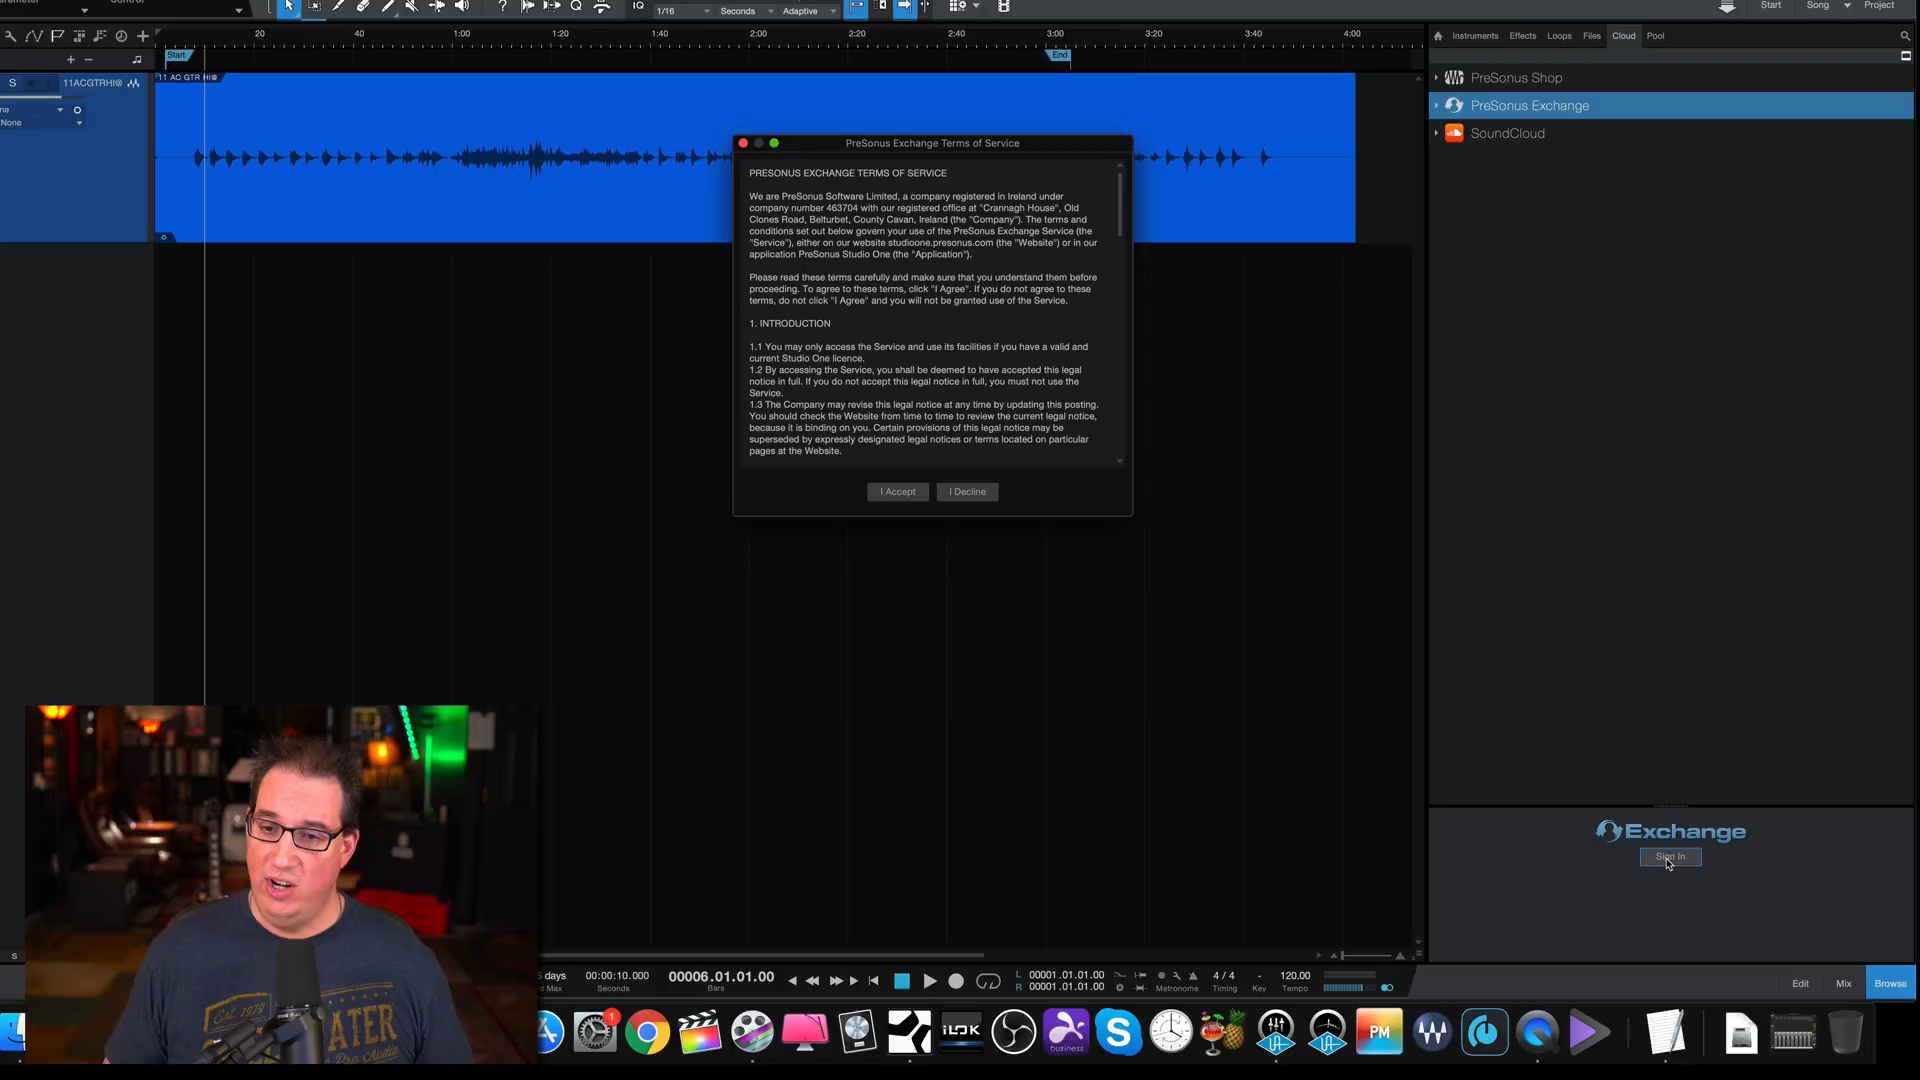 Control
IQ
1/16
Seconds
Adaptive
Start
Song
Project
20
40
1:00
1:20
1:40
2:00
2:20
2:40
3:00
3:20
3:40
4:00
Start
End
Instruments
Effects
Loops
Files
Cloud
Pool
S
11ACGTRHI@
None
11 AC GTR HI@
PreSonus Shop
PreSonus Exchange
SoundCloud
PreSonus Exchange Terms of Service
PRESONUS EXCHANGE TERMS OF SERVICE
We are PreSonus Software Limited, a company registered in Ireland under
company number 463704 with our registered office at "Crannagh House", Old
Clones Road, Belturbet, County Cavan, Ireland (the "Company"). The terms and
conditions set out below govern your use of the PreSonus Exchange Service (the
"Service"), either on our website studioone.presonus.com (the "Website") or in our
application PreSonus Studio One (the "Application").
Please read these terms carefully and make sure that you understand them before
proceeding. To agree to these terms, click "I Agree". If you do not agree to these
terms, do not click "I Agree" and you will not be granted use of the Service.
1. INTRODUCTION
1.1 You may only access the Service and use its facilities if you have a valid and
current Studio One licence.
1.2 By accessing the Service, you shall be deemed to have accepted this legal
notice in full. If you do not accept this legal notice in full, you must not use the
Service.
1.3 The Company may revise this legal notice at any time by updating this posting.
You should check the Website from time to time to review the current legal notice,
because it is binding on you. Certain provisions of this legal notice may be
superseded by expressly designated legal notices or terms located on particular
pages at the Website.
I Accept
I Decline
Exchange
Sign In
S
days
Max
00:00:10.000
Seconds
00006.01.01.00
Bars
L 00001.01.01.00
R 00001.01.01.00
Metronome
4 / 4
Timing
-
Key
120.00
Tempo
Edit
Mix
Browse
1
iLOK
business
PM
Est. 1979
ATER
Pro Audio